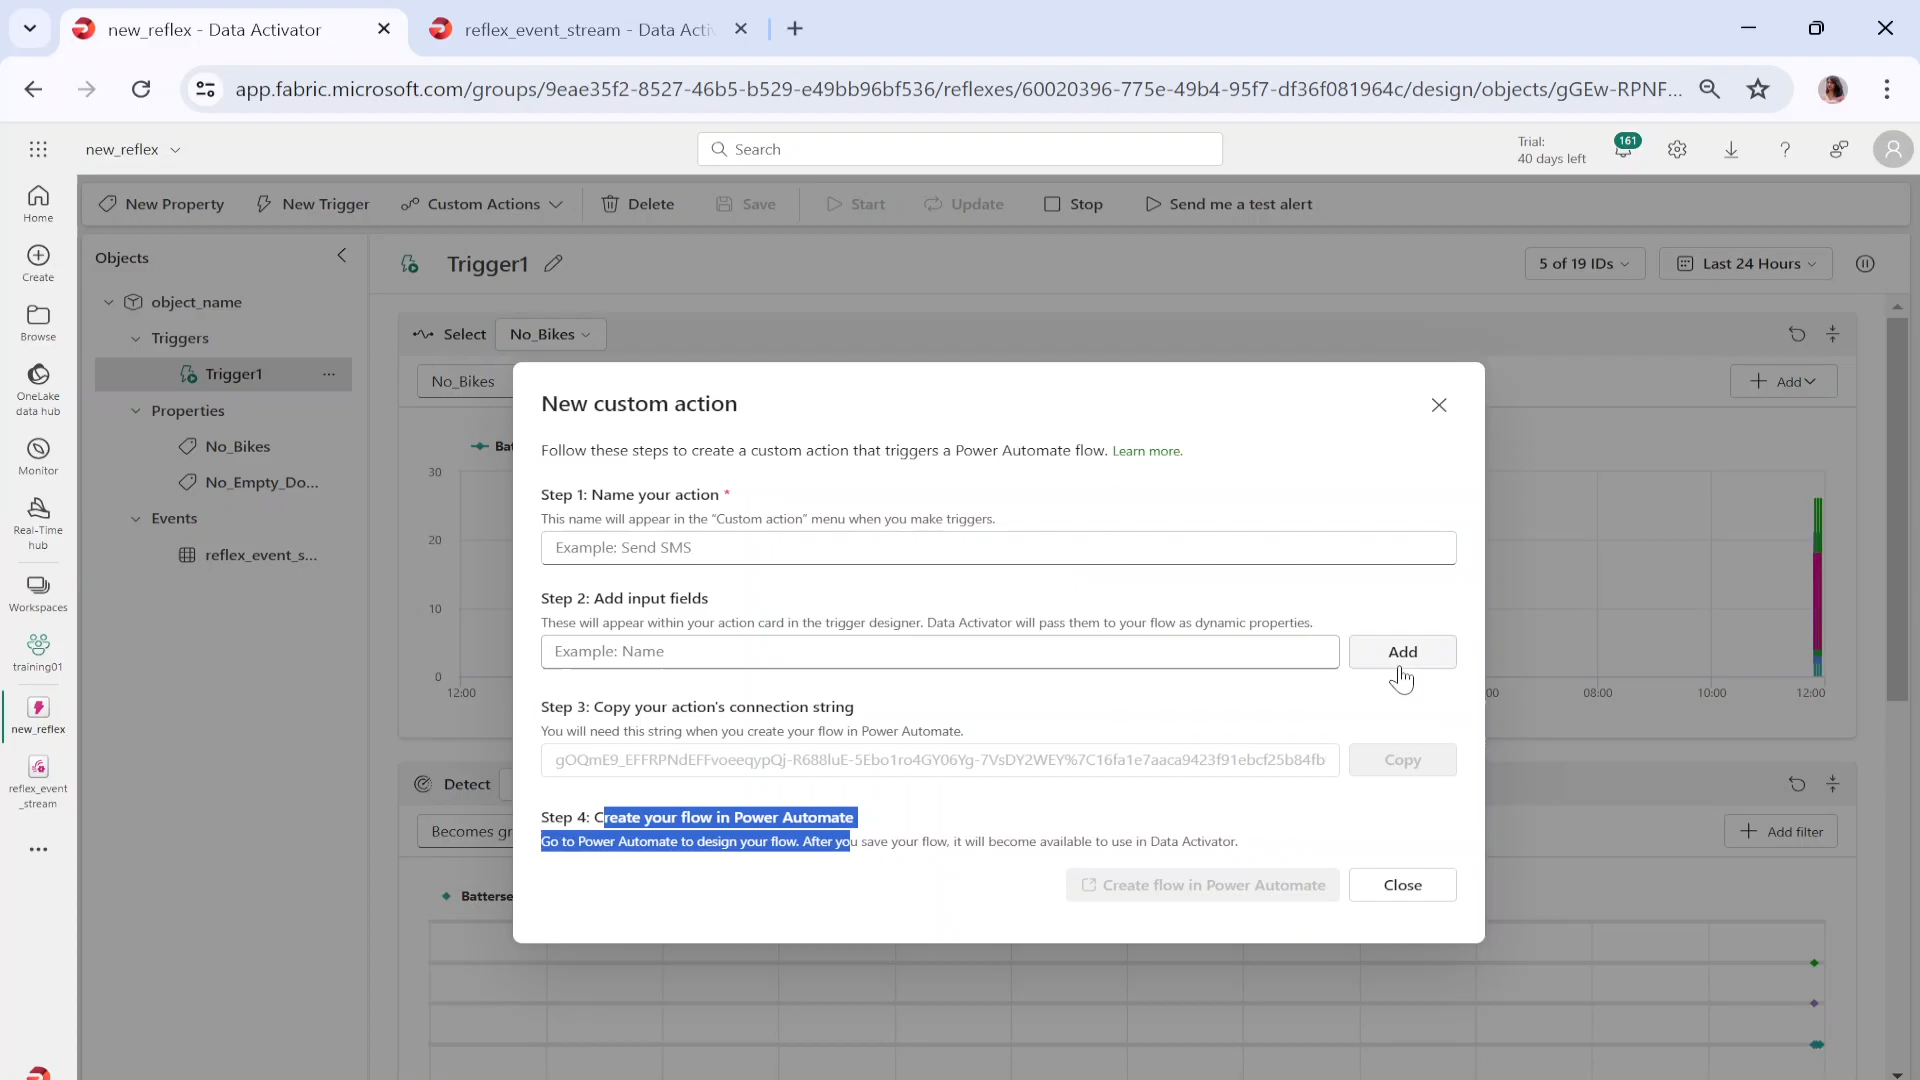 new_reflex - Data Activator
reflex_event_stream - Data Acti
app.fabric.microsoft.com/groups/9eae35f2-8527-46b5-b529-e49bb96bf536/reflexes/60020396-775e-49b4-95f7-df36f081964c/design/objects/gGEw-RPNF...
new_reflex
Search
Trial:
40 days left
161
New Property
New Trigger
Custom Actions
Delete
Save
Start
Update
Stop
Send me a test alert
Home
Create
Browse
OneLake
data hub
Monitor
Real-Time
hub
Workspaces
training01
new_reflex
reflex_event
_stream
Objects
object_name
Triggers
Trigger1
Properties
No_Bikes
No_Empty_Do...
Events
reflex_event_s...
Trigger1
5 of 19 IDs
Last 24 Hours
Select
No_Bikes
No_Bikes
Add
Bat
30
20
10
0
12:00
00
08:00
10:00
12:00
Detect
Becomes gr
Add filter
Batterse
New custom action
Follow these steps to create a custom action that triggers a Power Automate flow. Learn more.
Step 1: Name your action *
This name will appear in the "Custom action" menu when you make triggers.
Example: Send SMS
Step 2: Add input fields
These will appear within your action card in the trigger designer. Data Activator will pass them to your flow as dynamic properties.
Example: Name
Add
Step 3: Copy your action's connection string
You will need this string when you create your flow in Power Automate.
gOQmE9_EFFRPNdEFFvoeeqypQj-R688luE-5Ebo1ro4GY06Yg-7VsDY2WEY%7C16fa1e7aaca9423f91ebcf25b84fb
Copy
Step 4: Create your flow in Power Automate
Go to Power Automate to design your flow. After you save your flow, it will become available to use in Data Activator.
Create flow in Power Automate
Close